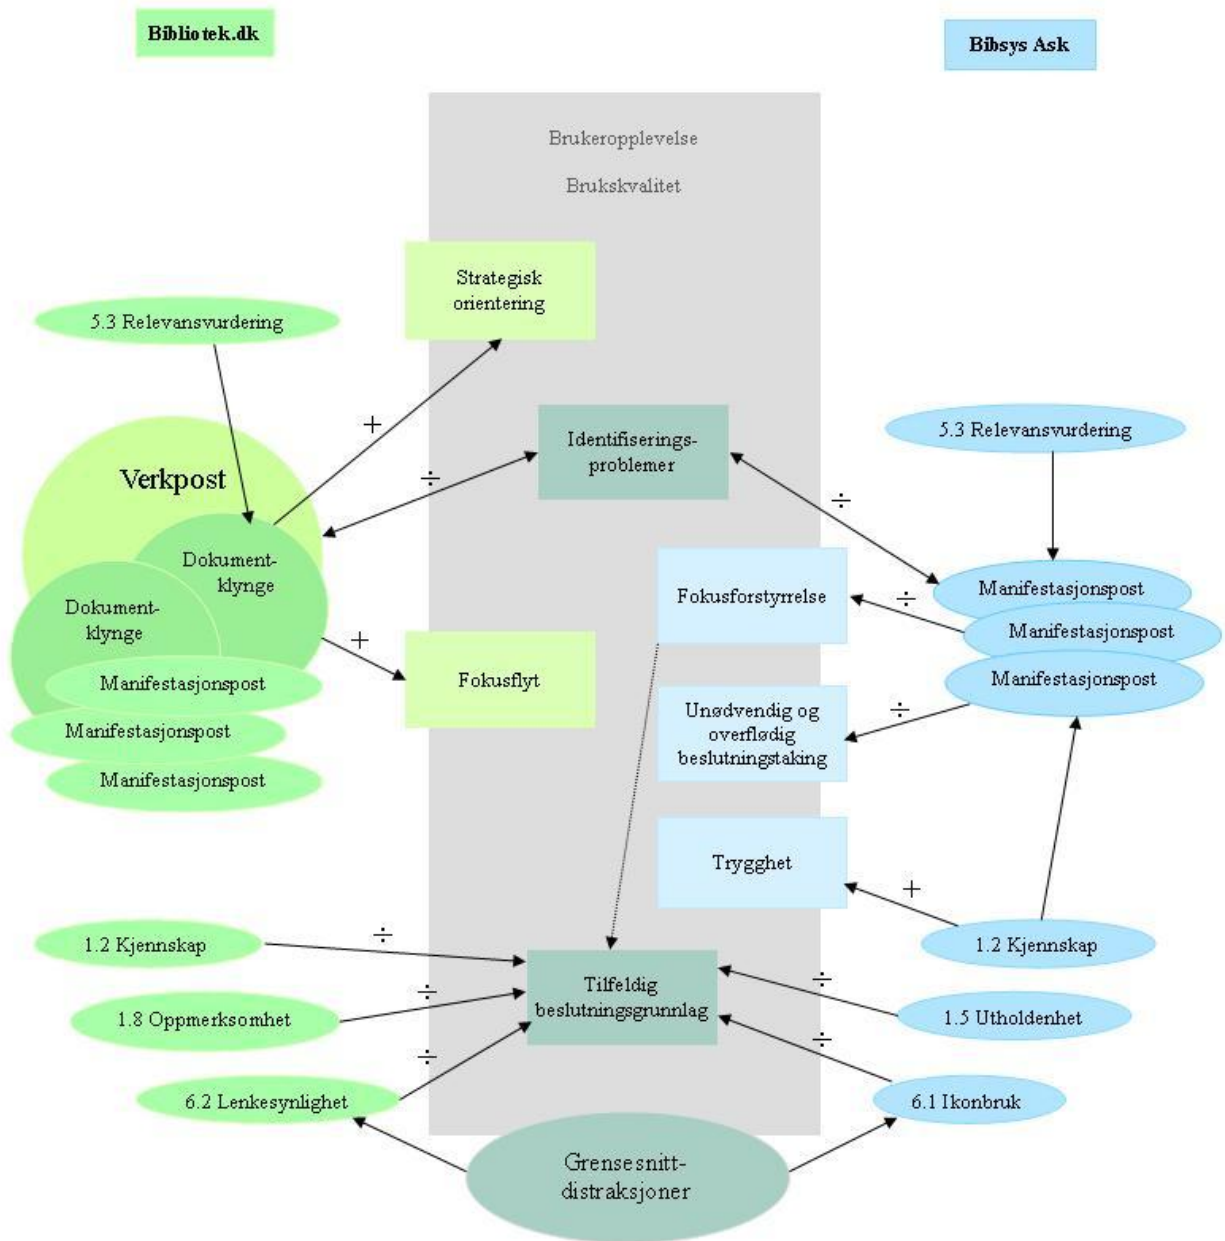 Bibliotek.dk
Bibsys Ask
Brukeropplevelse
Brukskvalitet
Strategisk
orientering
5.3 Relevansvurdering
+
Identifiserings-
problemer
÷
÷
5.3 Relevansvurdering
Verkpost
Dokument-
klynge
Dokument-
klynge
Manifestasjonspost
Manifestasjonspost
Manifestasjonspost
+
Fokusflyt
Fokusforstyrrelse
÷
Manifestasjonspost
Manifestasjonspost
Manifestasjonspost
Unødvendig og
overflødig
beslutningstaking
÷
Trygghet
+
1.2 Kjennskap
÷
1.2 Kjennskap
1.8 Oppmerksomhet
÷
Tilfeldig
beslutningsgrunnlag
÷
1.5 Utholdenhet
6.2 Lenkesynlighet
÷
÷
6.1 Ikonbruk
Grensesnitt-
distraksjoner